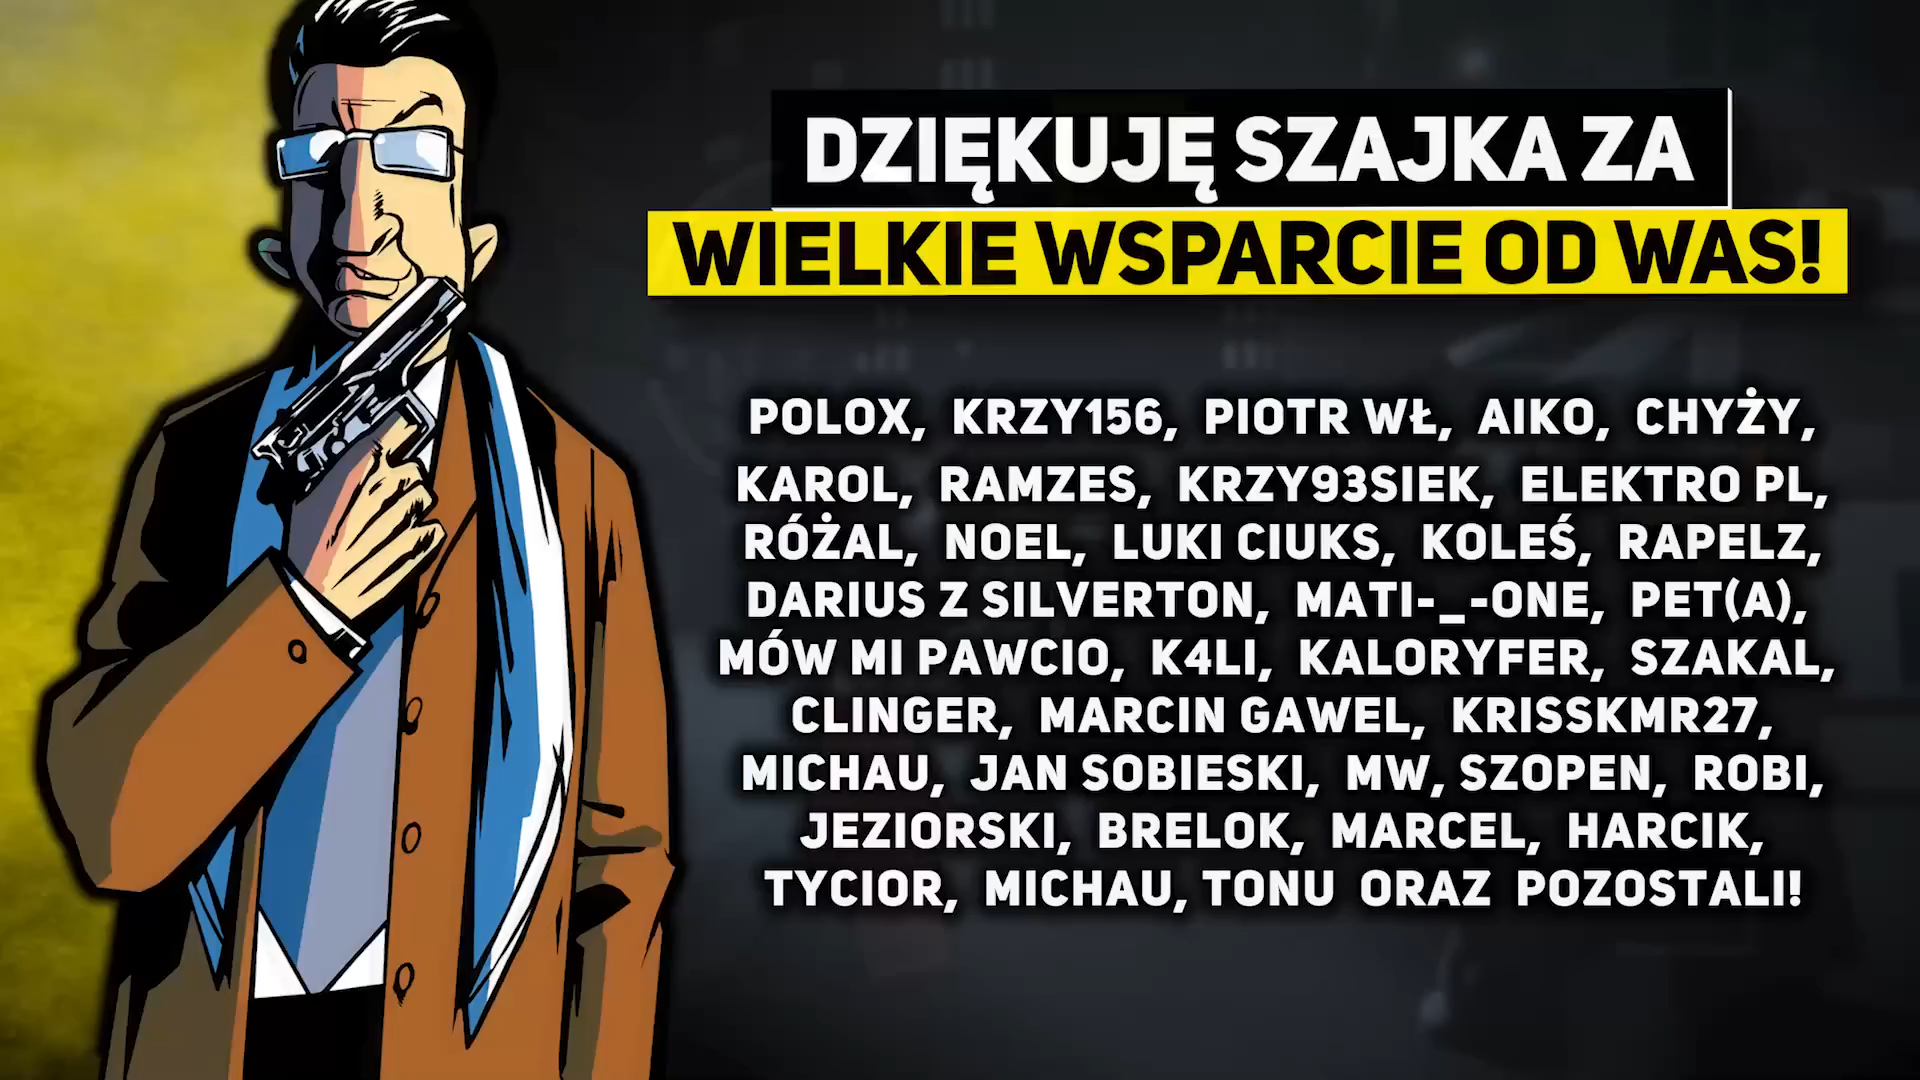 DZIĘKUJĘ SZAJKA ZA
WIELKIE WSPARCIE OD WAS!
POLOX, KRZY156, PIOTR WŁ, AIKO, CHYŻY,
KAROL, RAMZES, KRZY93SIEK, ELEKTRO PL,
RÓŻAL, NOEL, LUKI CIUKS, KOLEŚ, RAPELZ,
DARIUS Z SILVERTON, MATI-_-ONE, PET(A),
MÓW MI PAWCIO, K4LI, KALORYFER, SZAKAL,
CLINGER, MARCIN GAWEL, KRISSKMR27,
MICHAU, JAN SOBIESKI, MW, SZOPEN, ROBI,
JEZIORSKI, BRELOK, MARCEL, HARCIK,
TYCIOR, MICHAU, TONU ORAZ POZOSTALI!